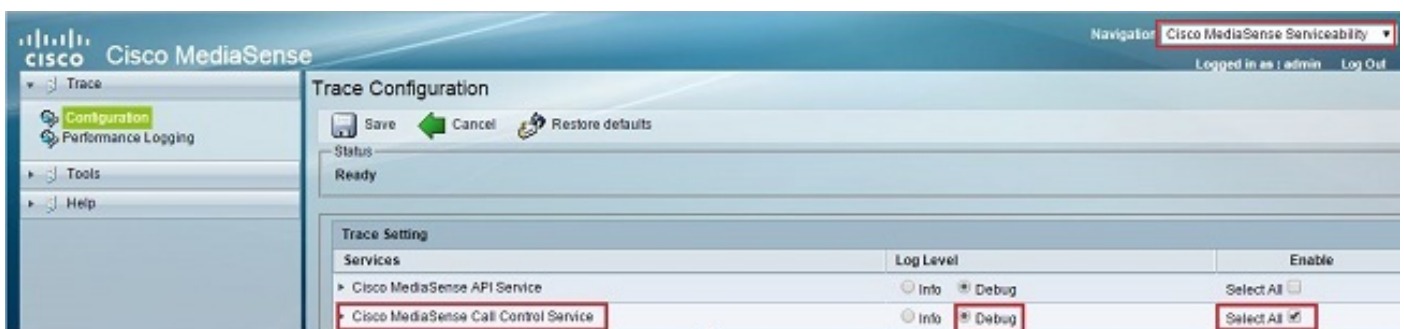 Navigation Cisco MediaSense Serviceability
CISCO Cisco MediaSense
Logged in as : admin Log Out
Trace
Configuration
Performance Logging
Tools
Help
Trace Configuration
Save Cancel Restore defaults
Status
Ready
Trace Setting
Services Log Level Enable
Cisco MediaSense API Service Info Debug Select All
Cisco MediaSense Call Control Service Info Debug Select All